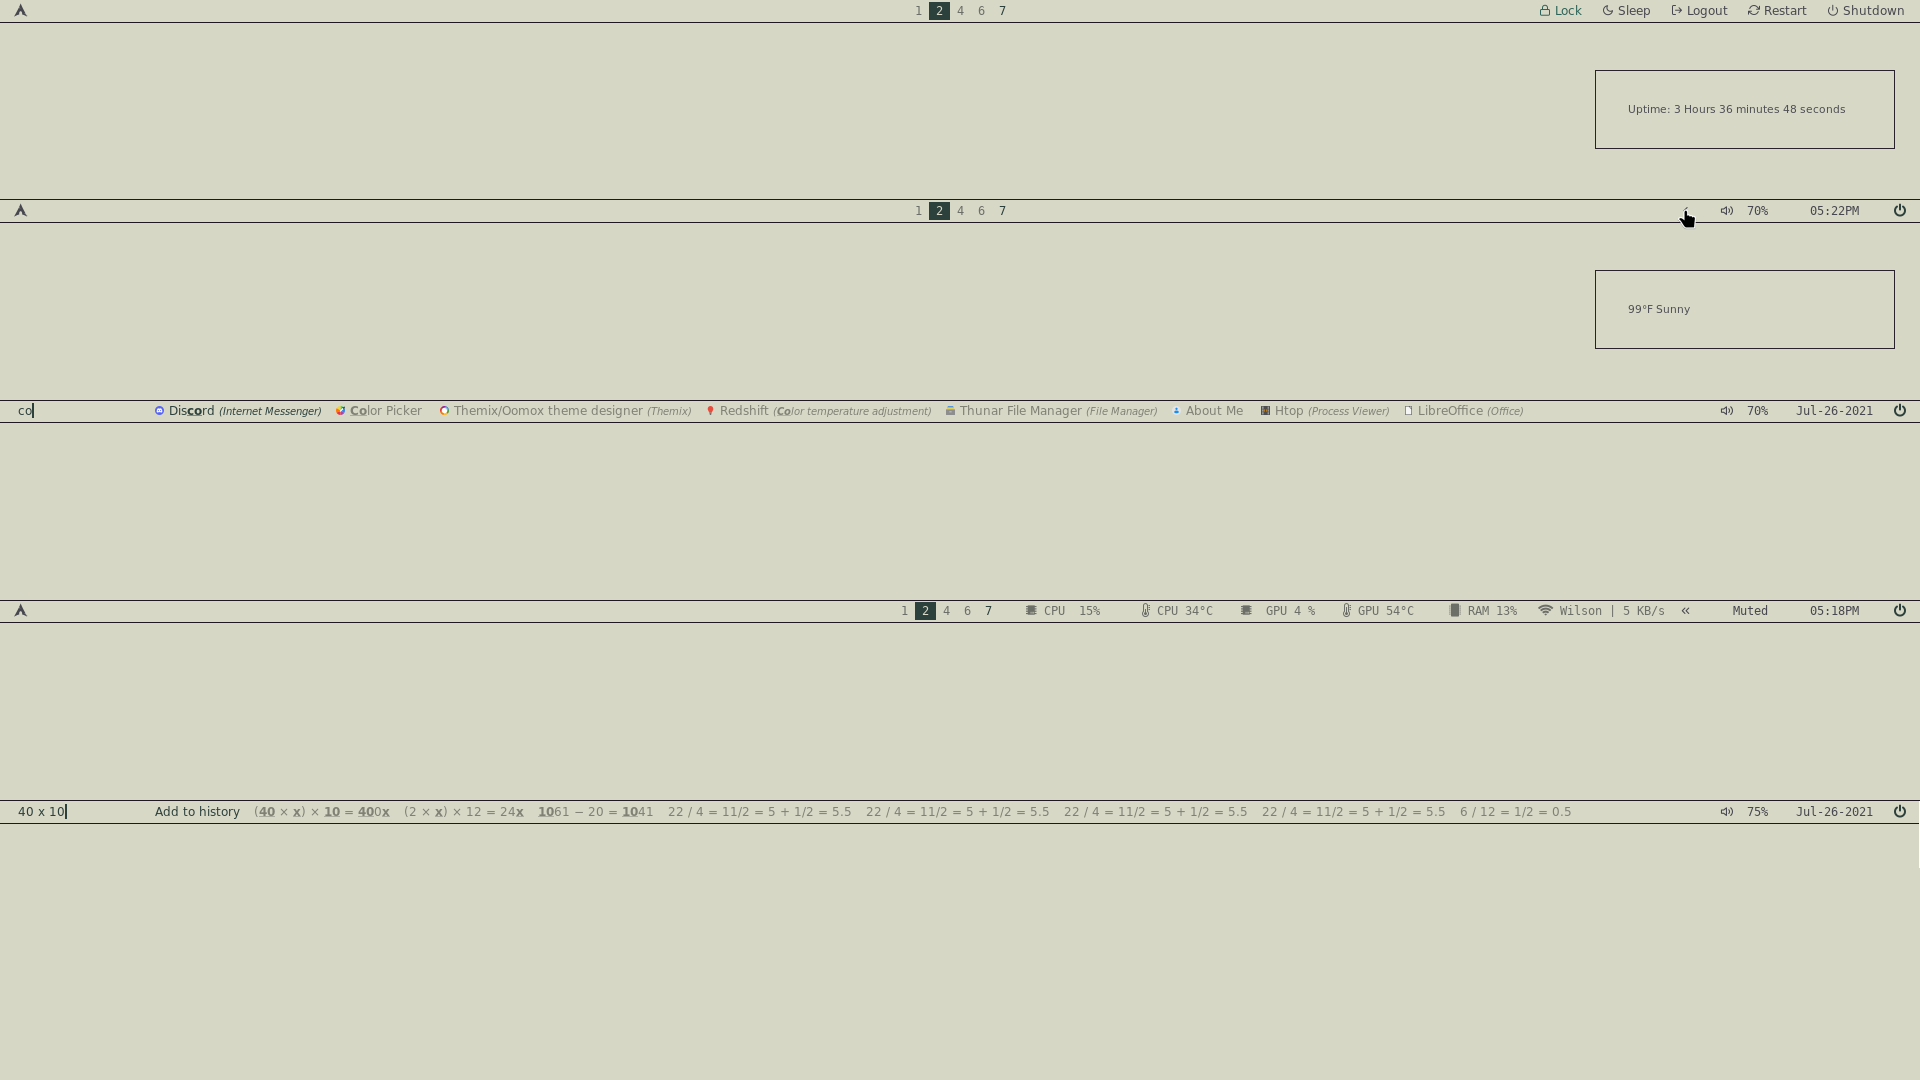 1 2 4 6 7 Lock Sleep Logout Restart Shutdown
Uptime: 3 Hours 36 minutes 48 seconds
1 2 4 6 7 70% 05:22PM
99°F Sunny
co Discord (Internet Messenger) Color Picker Themix/Oomox theme designer (Themix) Redshift (Color temperature adjustment) Thunar File Manager (File Manager) About Me Htop (Process Viewer) LibreOffice (Office) 70% Jul-26-2021
1 2 4 6 7 CPU 15% CPU 34°C GPU 4 % GPU 54°C RAM 13% Wilson | 5 KB/s « Muted 05:18PM
40 x 10 Add to history (40 × x) × 10 = 400x (2 × x) × 12 = 24x 1061 − 20 = 1041 22 / 4 = 11/2 = 5 + 1/2 = 5.5 22 / 4 = 11/2 = 5 + 1/2 = 5.5 22 / 4 = 11/2 = 5 + 1/2 = 5.5 22 / 4 = 11/2 = 5 + 1/2 = 5.5 6 / 12 = 1/2 = 0.5 75% Jul-26-2021